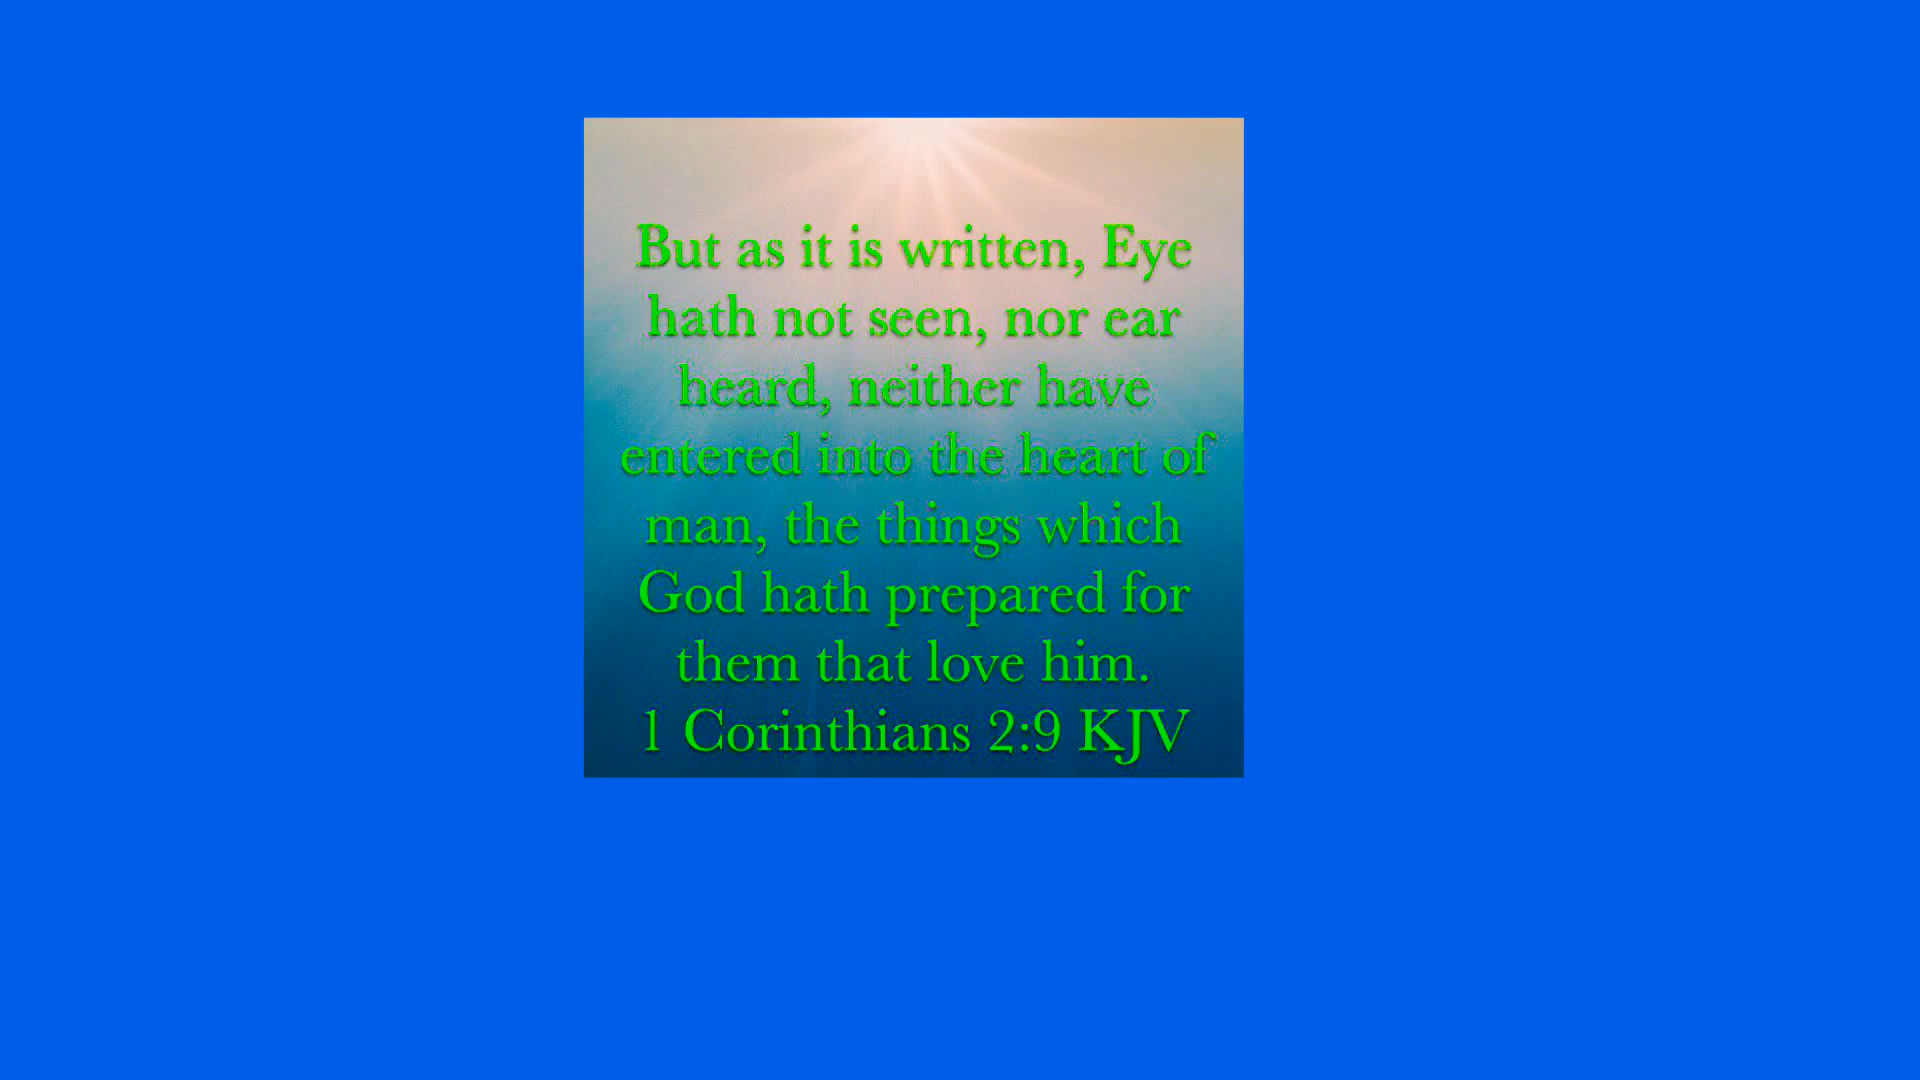 But as it is written, Eye
hath not seen, nor ear
heard, neither have
entered into the heart of
man, the things which
God hath prepared for
them that love him.
1 Corinthians 2:9 KJV